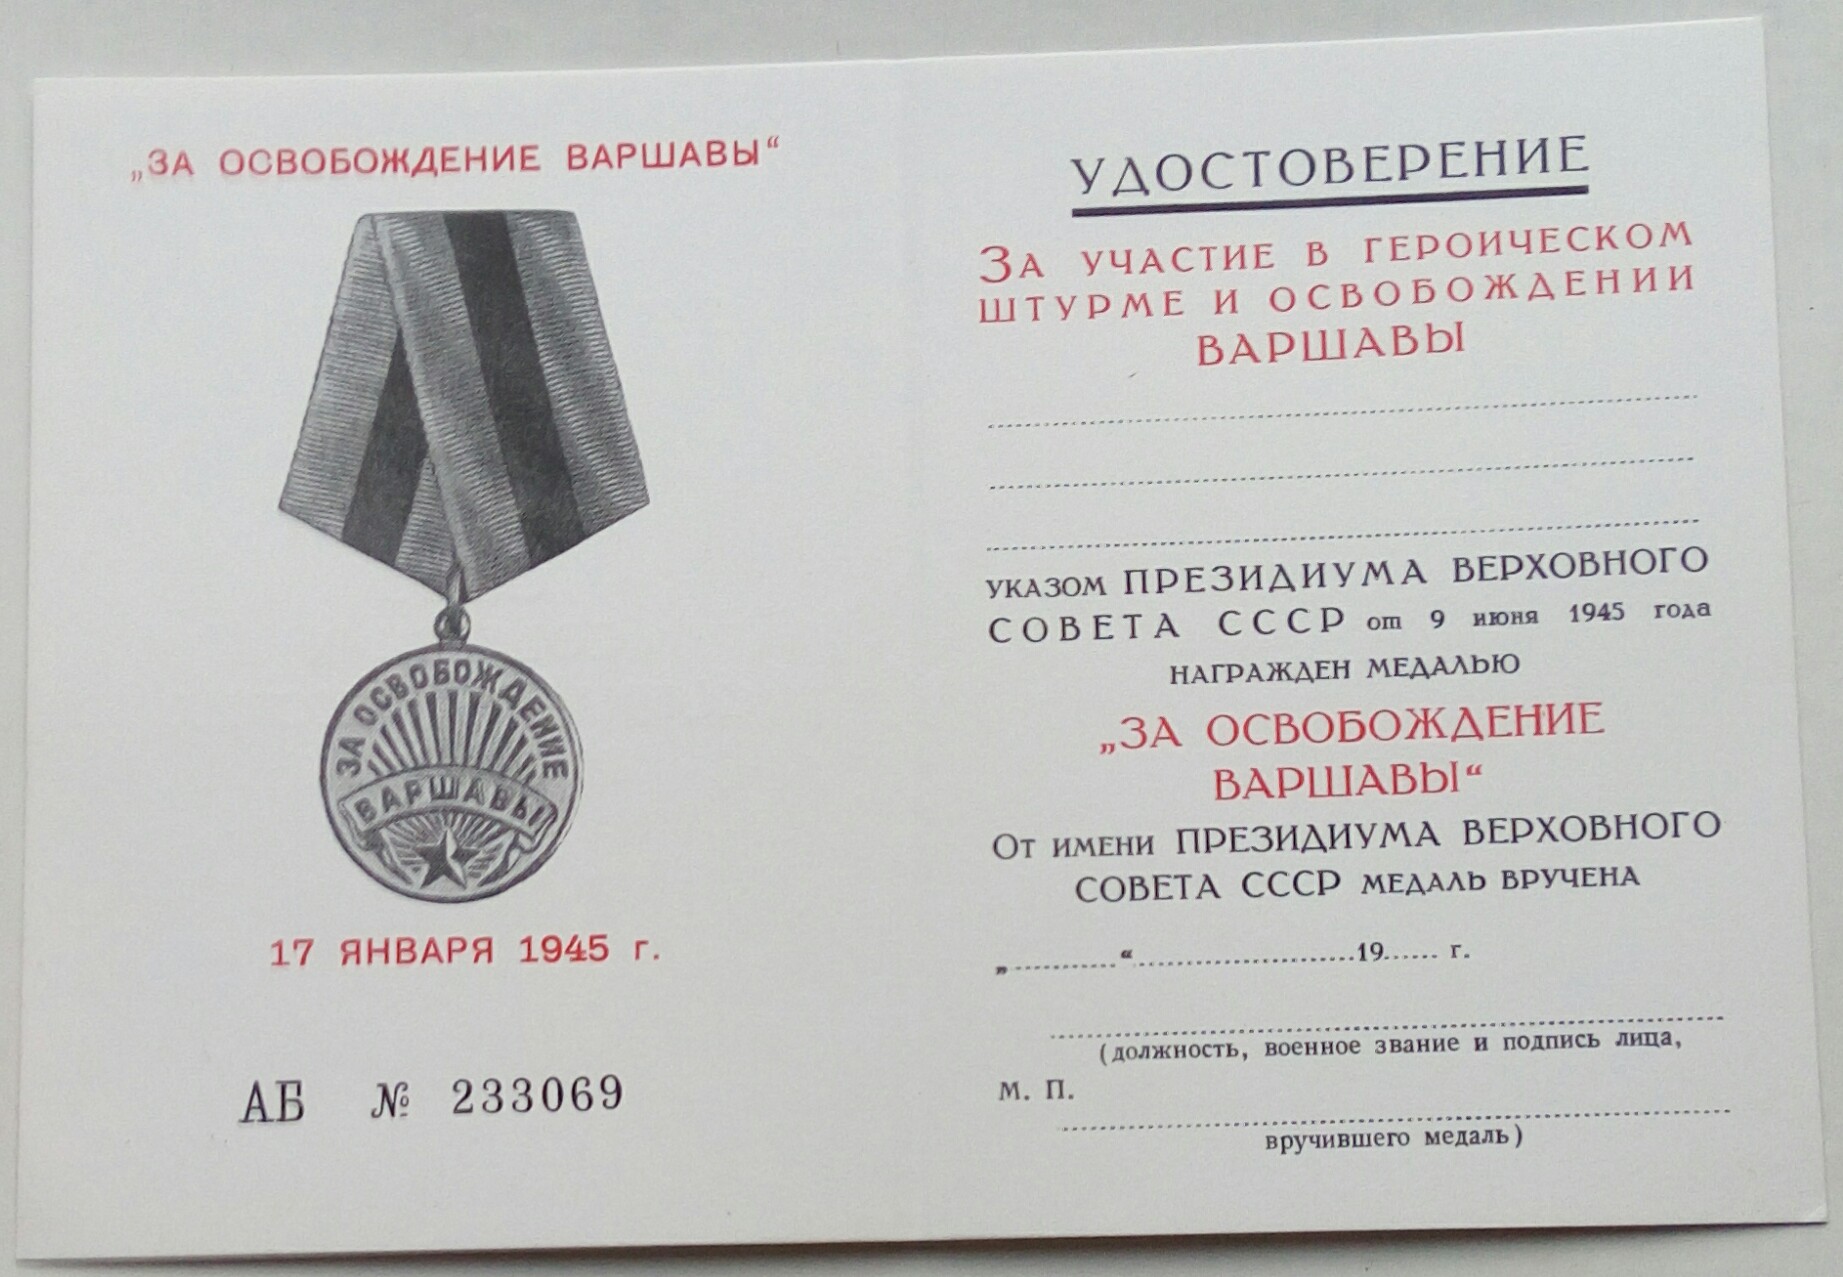 „ЗА ОСВОБОЖДЕНИЕ ВАРШАВЫ“
ЗА ОСВОБОЖДЕНИЕ
ВАРШАВЫ
17 ЯНВАРЯ 1945 г.
АБ № 233069
УДОСТОВЕРЕНИЕ
ЗА УЧАСТИЕ В ГЕРОИЧЕСКОМ
ШТУРМЕ И ОСВОБОЖДЕНИИ
ВАРШАВЫ
УКАЗОМ ПРЕЗИДИУМА ВЕРХОВНОГО
СОВЕТА СССР от 9 июня 1945 года
НАГРАЖДЕН МЕДАЛЬЮ
„ЗА ОСВОБОЖДЕНИЕ
ВАРШАВЫ“
ОТ ИМЕНИ ПРЕЗИДИУМА ВЕРХОВНОГО
СОВЕТА СССР МЕДАЛЬ ВРУЧЕНА
„..........“......................19...... г.
(должность, военное звание и подпись лица,
М. П.
вручившего медаль)